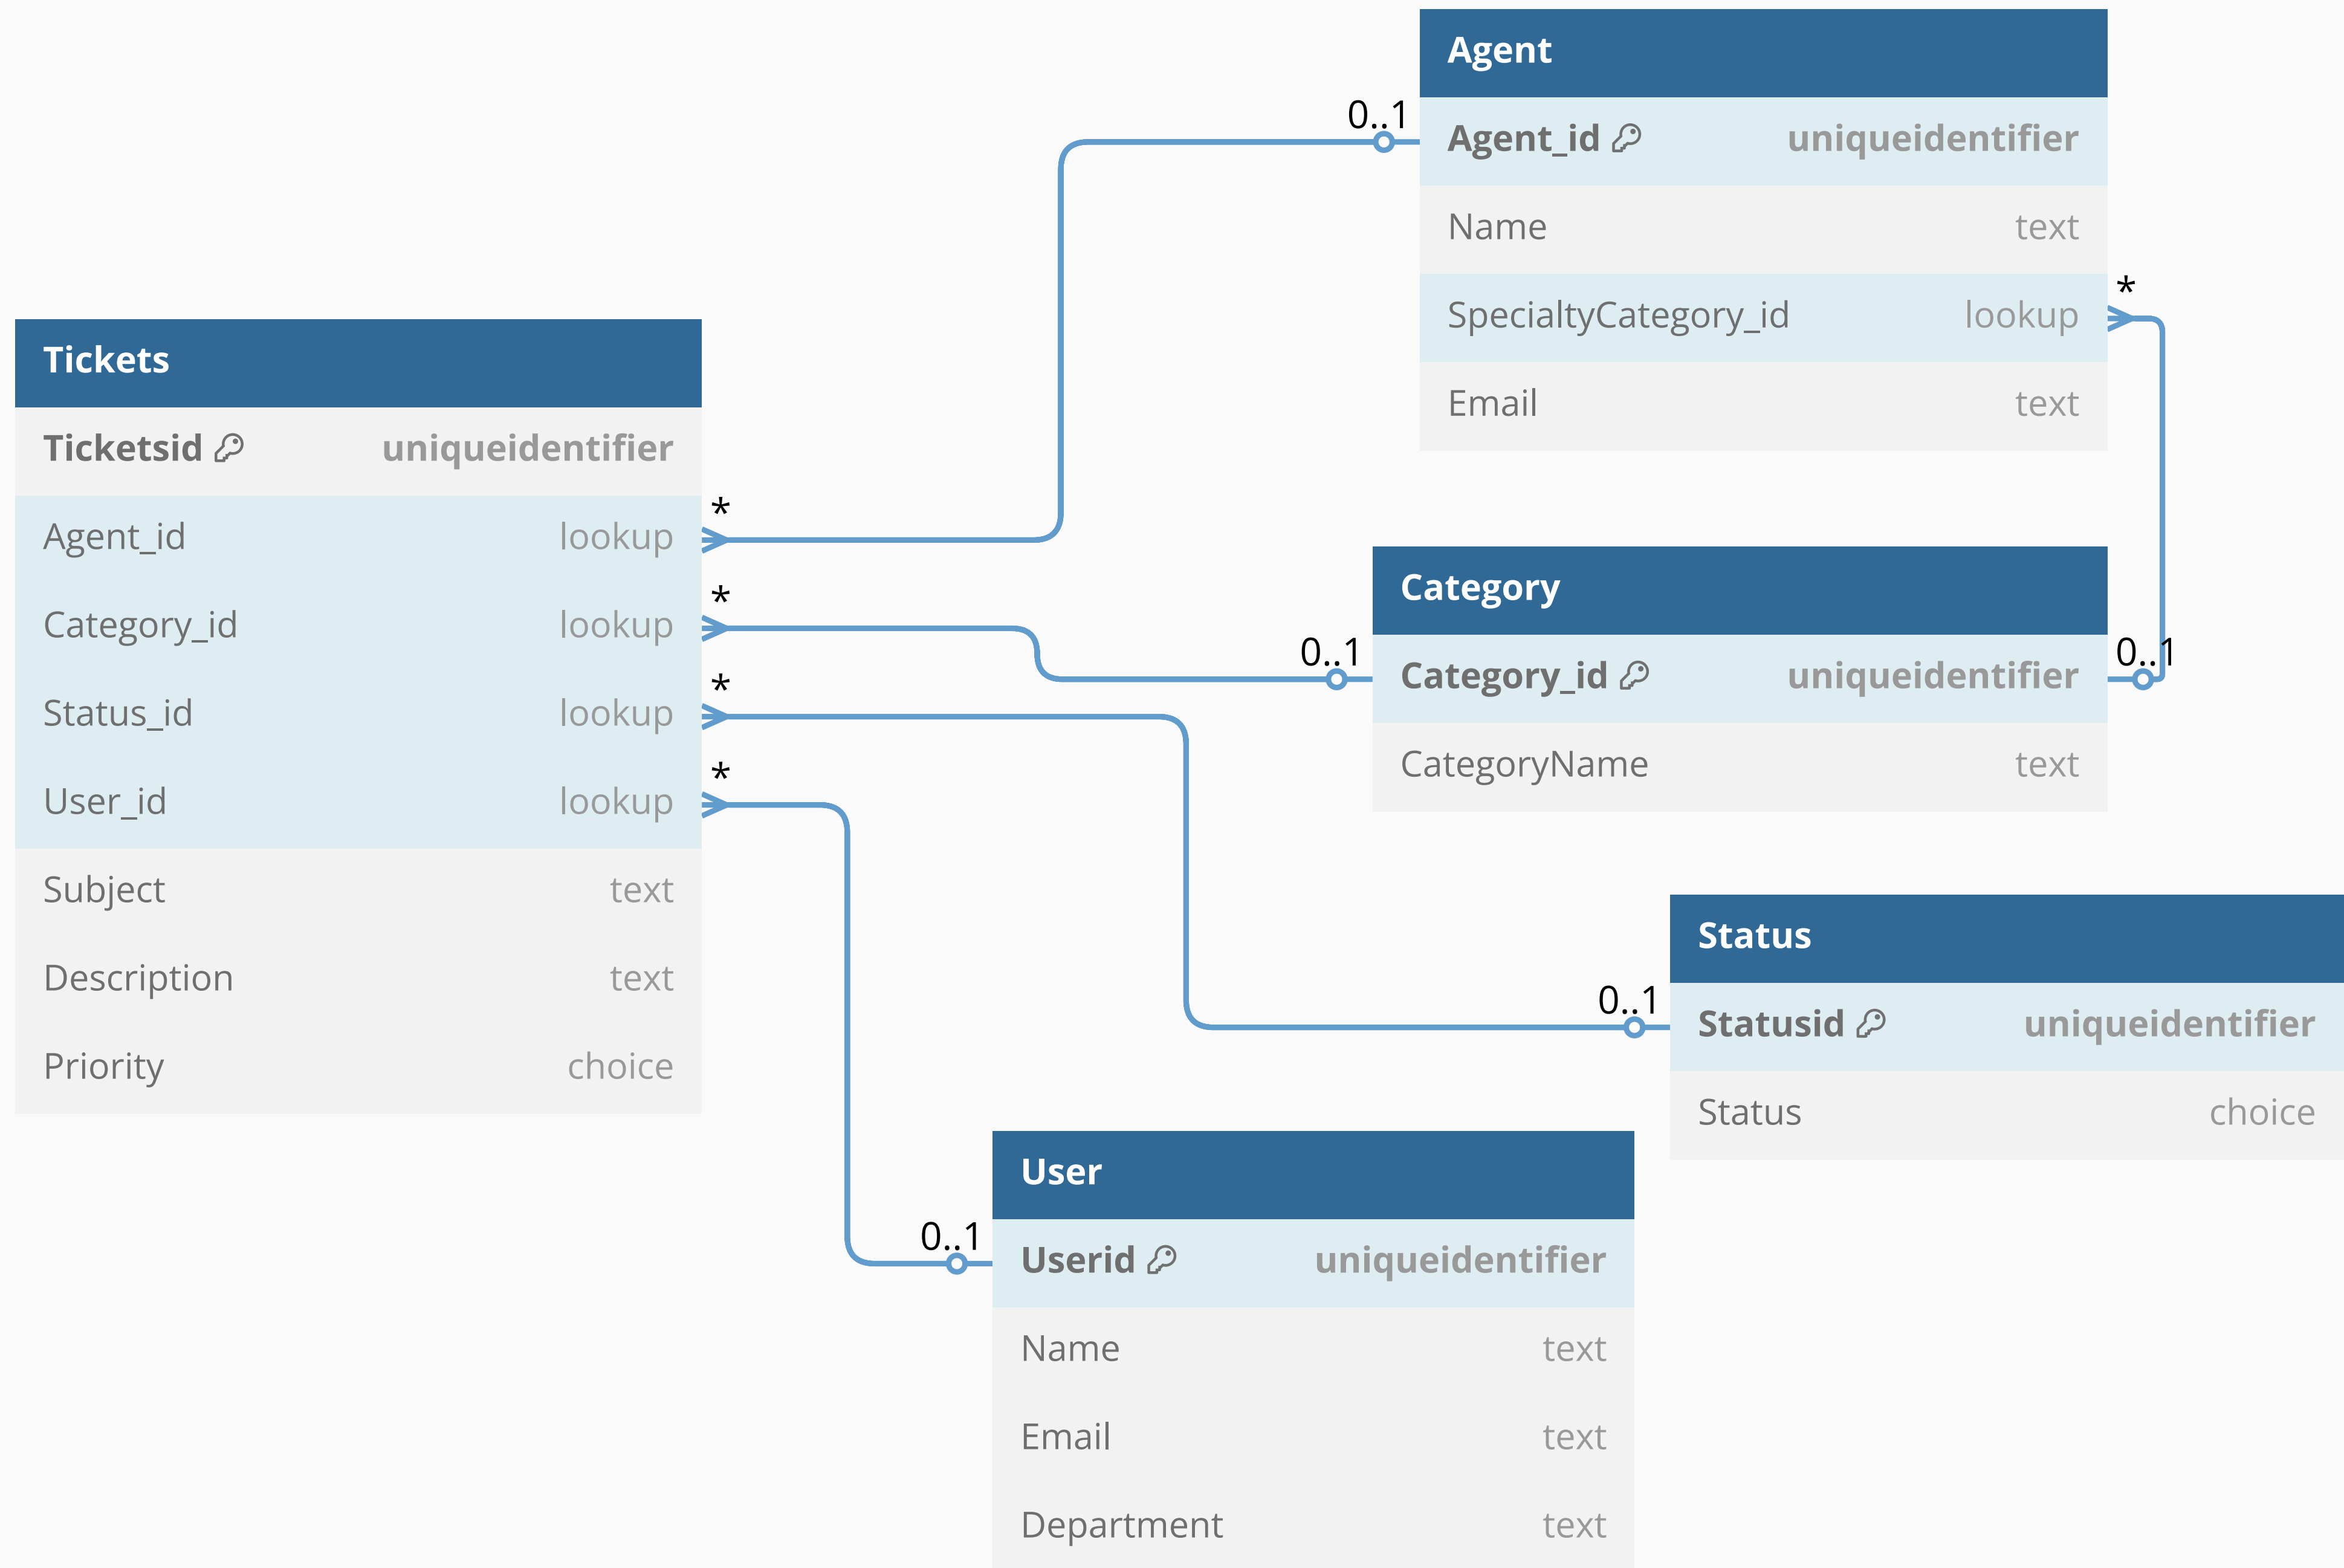 Agent
Agent_id uniqueidentifier
Name text
SpecialtyCategory_id lookup
Email text
0..1
*
Tickets
Ticketsid uniqueidentifier
Agent_id lookup
Category_id lookup
Status_id lookup
User_id lookup
Subject text
Description text
Priority choice
*
*
*
*
Category
Category_id uniqueidentifier
CategoryName text
0..1
0..1
Status
Statusid uniqueidentifier
Status choice
0..1
User
Userid uniqueidentifier
Name text
Email text
Department text
0..1